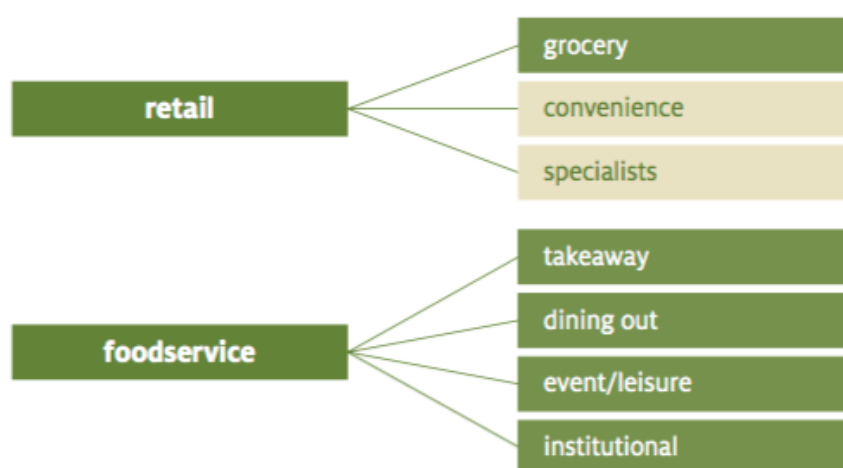 retail
grocery
convenience
specialists
foodservice
takeaway
dining out
event/leisure
institutional